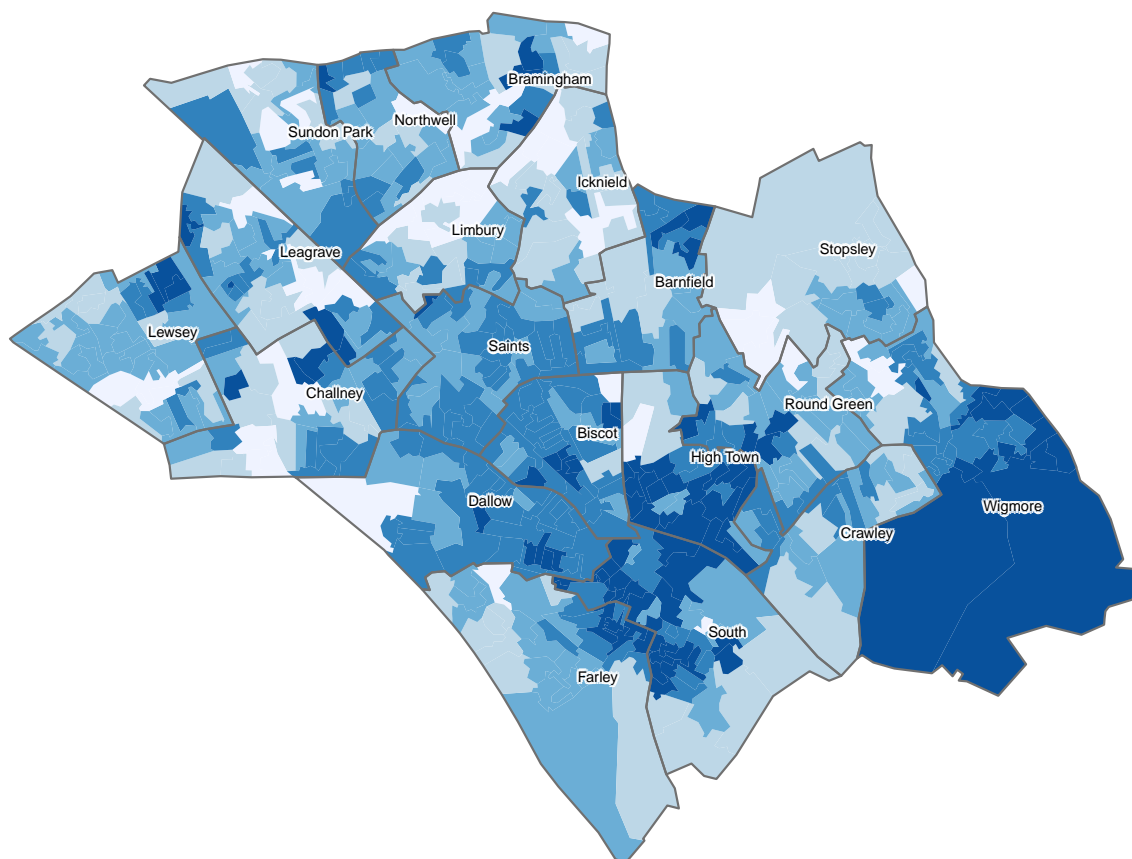 Bramingham
Northwell
Sundon Park
Icknield
Limbury
Stopsley
Leagrave
Barnfield
Lewsey
Saints
Challney
Round Green
Biscot
High Town
Dallow
Wigmore
Crawley
South
Farley